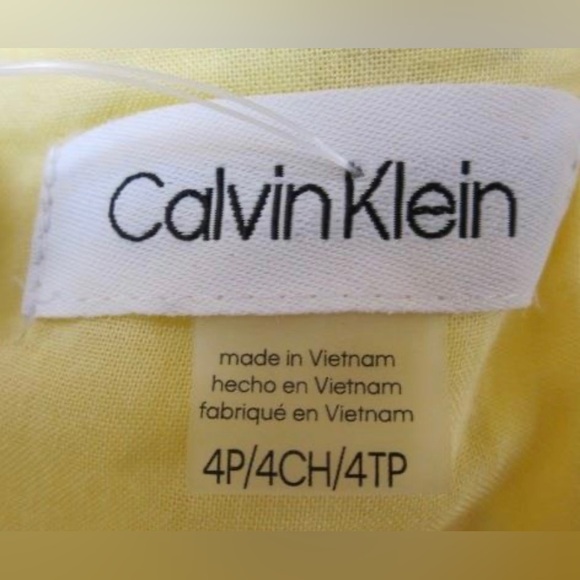 Calvin Klein
made in Vietnam
hecho en Vietnam
fabriqué en Vietnam
4P/4CH/4TP